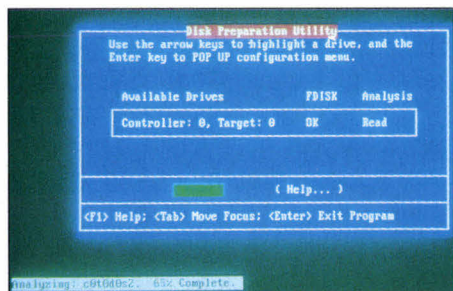 Disk Preparation Utility
Use the arrow keys to highlight a drive, and the
Enter key to POP UP configuration menu.
Available Drives FDISK Analysis
Controller: 0, Target: 0 OK Read
( Help... )
<F1> Help; <Tab> Move Focus; <Enter> Exit Program
Analyzing: c0t0d0s2. 65% Complete.